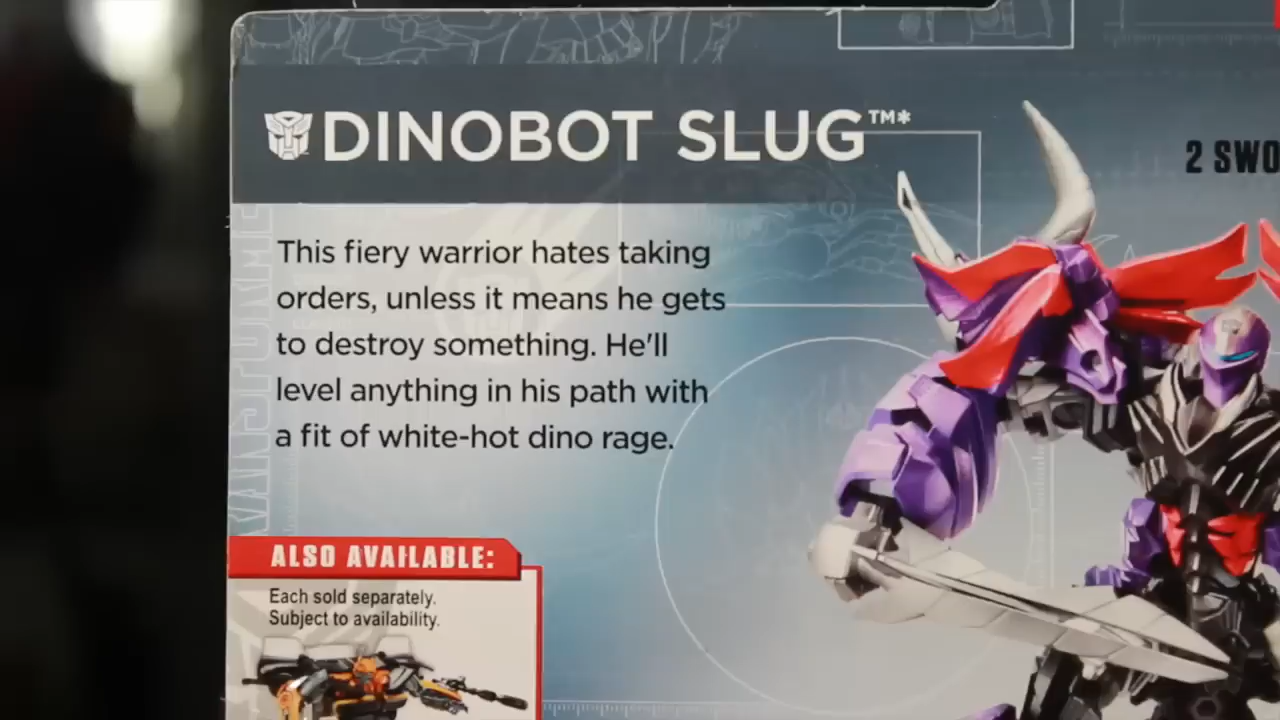 DINOBOT SLUG™*
2 SWO
This fiery warrior hates taking
orders, unless it means he gets
to destroy something. He'll
level anything in his path with
a fit of white-hot dino rage.
ALSO AVAILABLE:
Each sold separately.
Subject to availability.